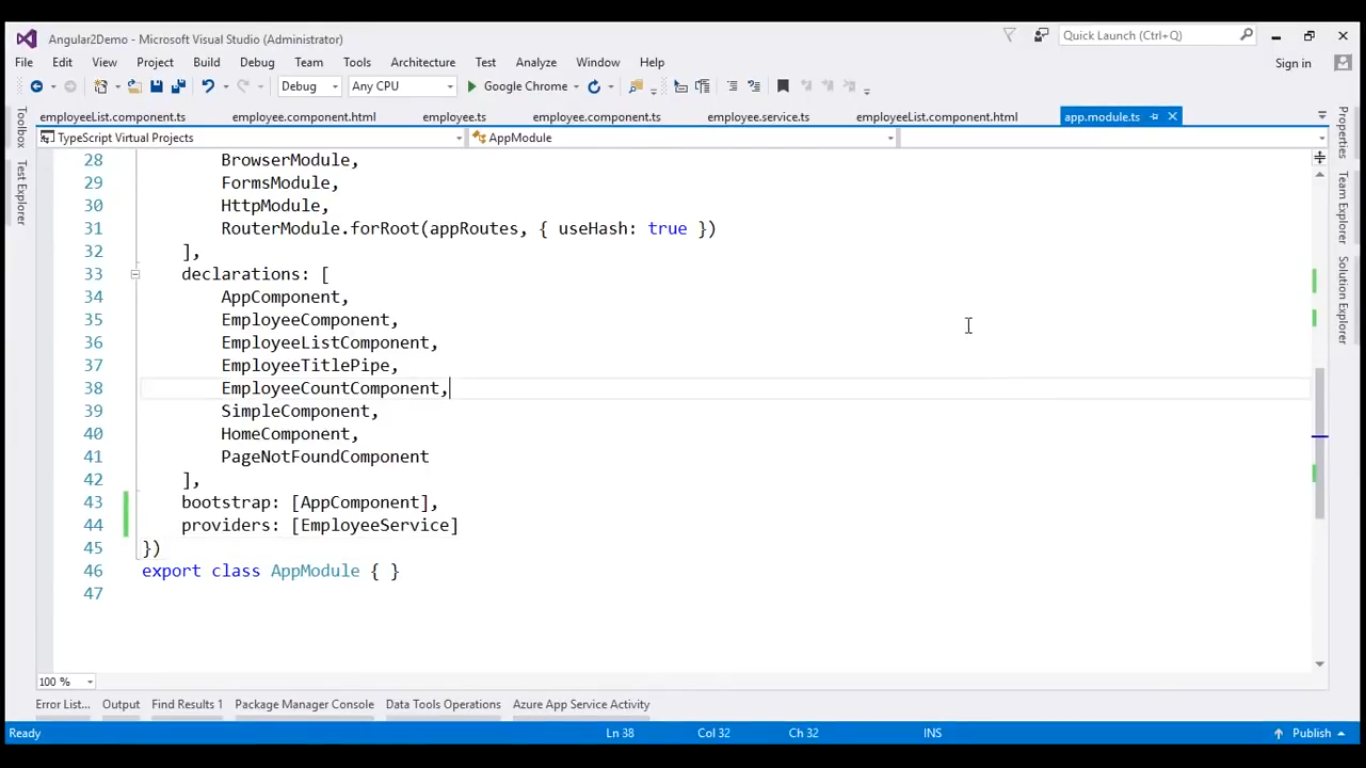 Angular2Demo - Microsoft Visual Studio (Administrator)
Quick Launch (Ctrl+Q)
File Edit View Project Build Debug Team Tools Architecture Test Analyze Window Help
Sign in
Debug Any CPU Google Chrome
employeeList.component.ts employee.component.html employee.ts employee.component.ts employee.service.ts employeeList.component.html app.module.ts
TypeScript Virtual Projects AppModule
Toolbox
Test Explorer
28 BrowserModule,
29 FormsModule,
30 HttpModule,
31 RouterModule.forRoot(appRoutes, { useHash: true })
32 ],
33 declarations: [
34 AppComponent,
35 EmployeeComponent,
36 EmployeeListComponent,
37 EmployeeTitlePipe,
38 EmployeeCountComponent,
39 SimpleComponent,
40 HomeComponent,
41 PageNotFoundComponent
42 ],
43 bootstrap: [AppComponent],
44 providers: [EmployeeService]
45 })
46 export class AppModule { }
47
Properties
Team Explorer
Solution Explorer
100 %
Error List... Output Find Results 1 Package Manager Console Data Tools Operations Azure App Service Activity
Ready Ln 38 Col 32 Ch 32 INS Publish